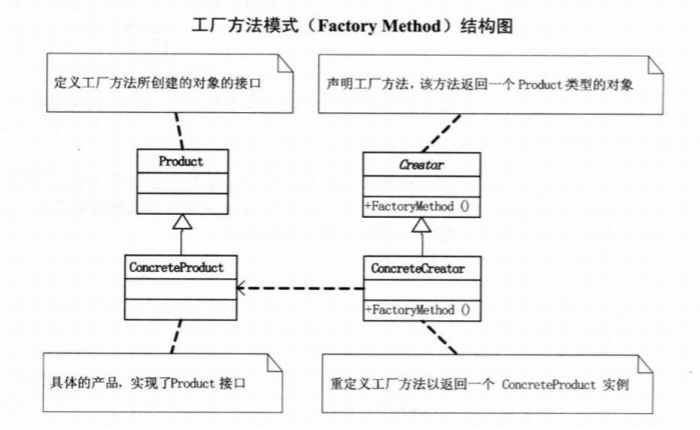 工厂方法模式（Factory Method）结构图
定义工厂方法所创建的对象的接口
声明工厂方法，该方法返回一个 Product 类型的对象
Product
Creator
+FactoryMethod ()
ConcreteProduct
ConcreteCreator
+FactoryMethod ()
具体的产品，实现了Product 接口
重定义工厂方法以返回一个 ConcreteProduct 实例